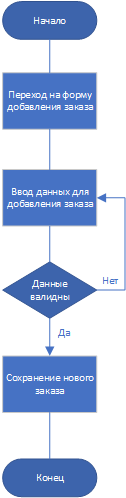 Начало
Переход на форму
добавления заказа
Ввод данных для
добавления заказа
Данные
валидны
Нет
Да
Сохранение нового
заказа
Конец